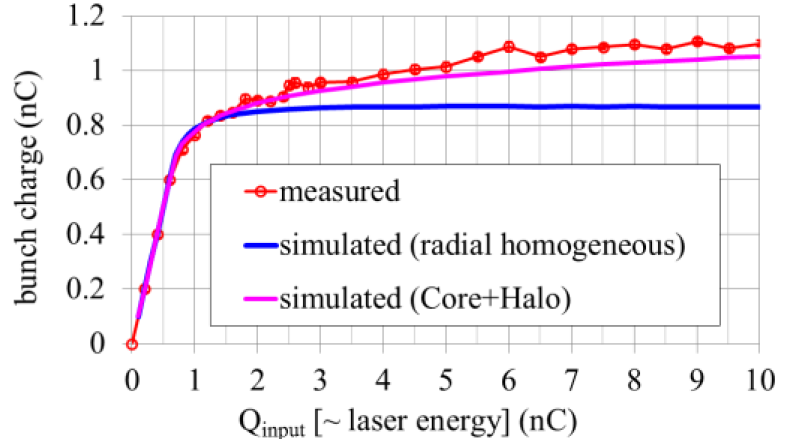 1.2
1
0.8
0.6
0.4
0.2
0
bunch charge (nC)
measured
simulated (radial homogeneous)
simulated (Core+Halo)
0 1 2 3 4 5 6 7 8 9 10
Qinput [~ laser energy] (nC)